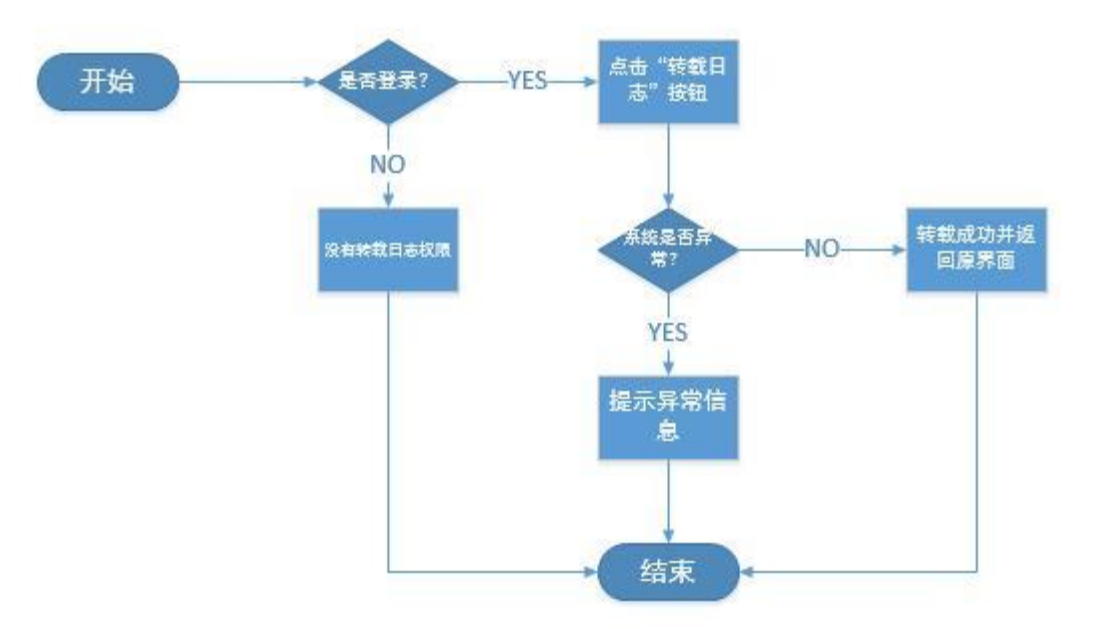 开始
是否登录？
YES
点击“转载日
志”按钮
NO
没有转载日志权限
系统是否异
常？
NO
转载成功并返
回原界面
YES
提示异常信
息
结束